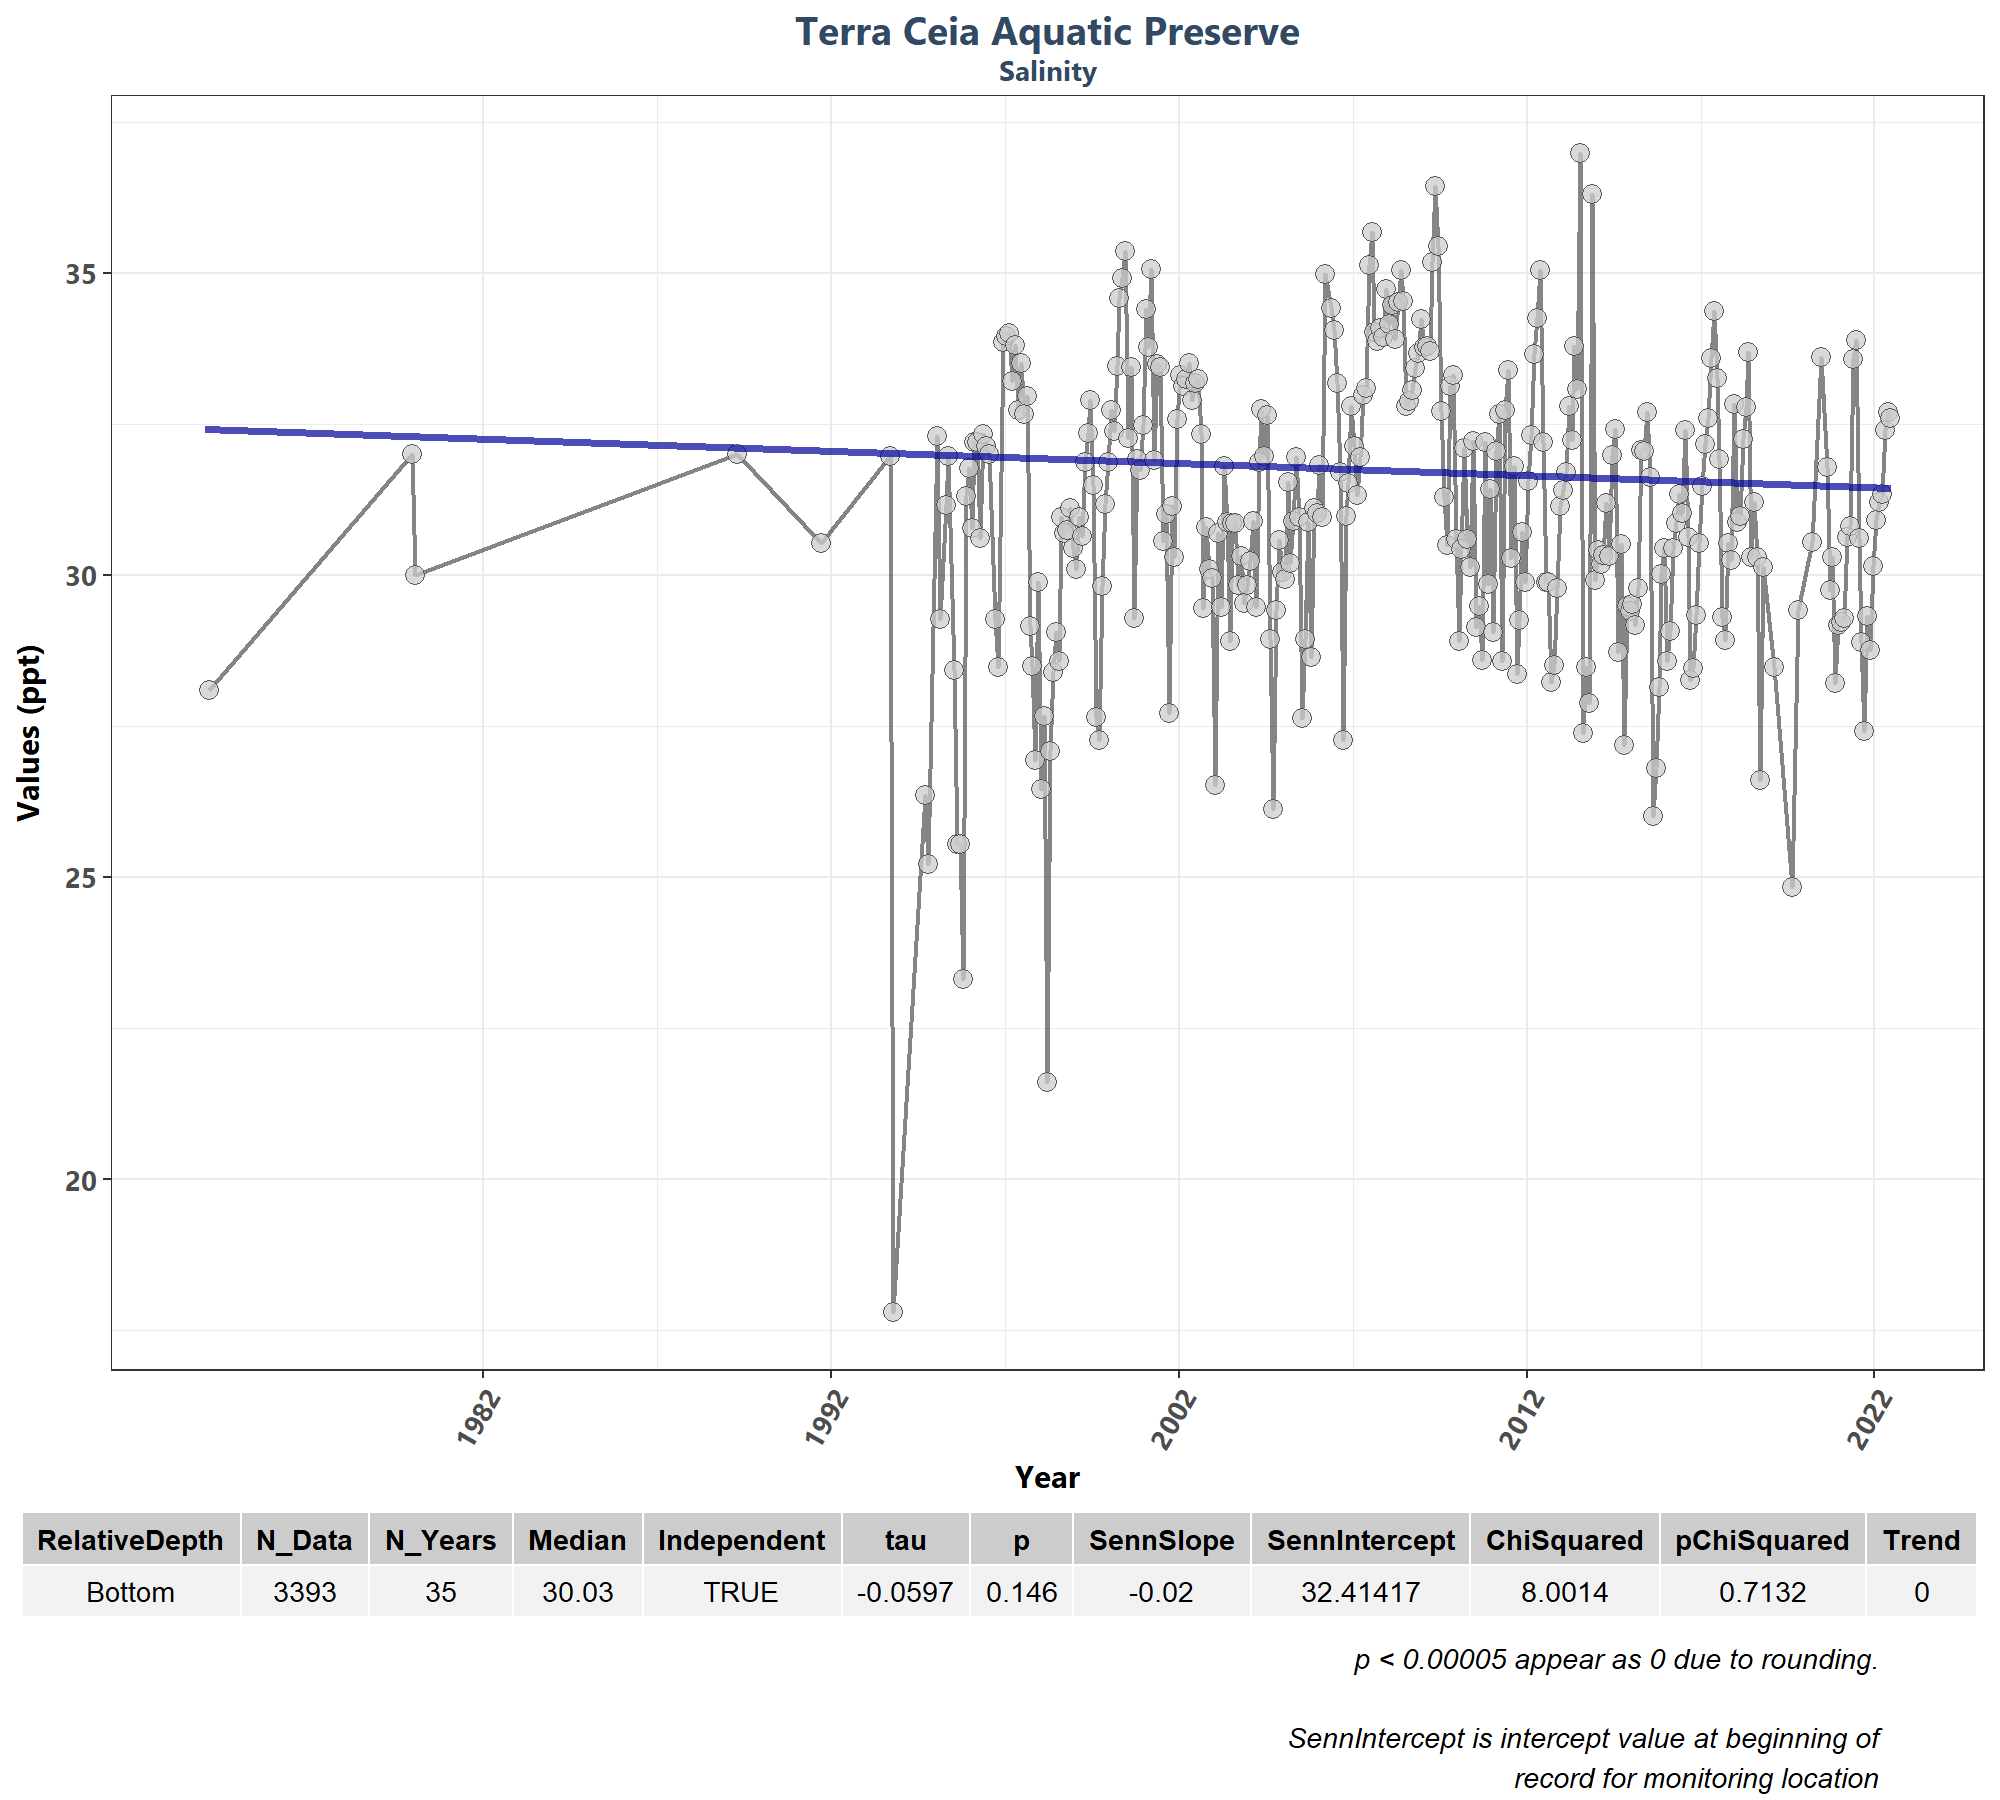 Terra Ceia Aquatic Preserve
Salinity
Values (ppt)
35
30
25
20
1982
1992
2002
2012
2022
Year
RelativeDepth N_Data N_Years Median Independent tau p SennSlope SennIntercept ChiSquared pChiSquared Trend
Bottom 3393 35 30.03 TRUE -0.0597 0.146 -0.02 32.41417 8.0014 0.7132 0
p < 0.00005 appear as 0 due to rounding.
SennIntercept is intercept value at beginning of
record for monitoring location